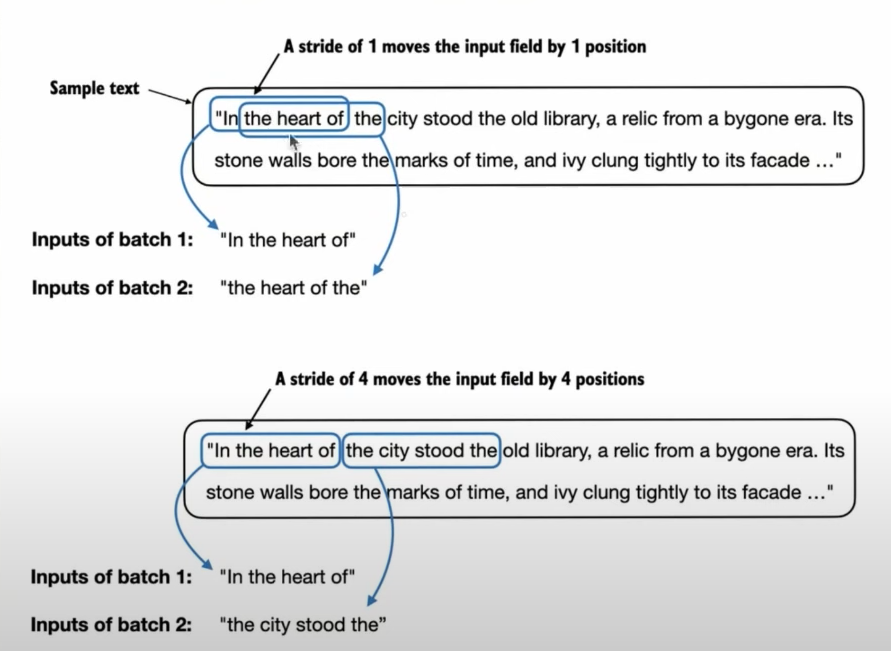 A stride of 1 moves the input field by 1 position
Sample text
"In the heart of the city stood the old library, a relic from a bygone era. Its
stone walls bore the marks of time, and ivy clung tightly to its facade ..."
Inputs of batch 1: "In the heart of"
Inputs of batch 2: "the heart of the"
A stride of 4 moves the input field by 4 positions
"In the heart of the city stood the old library, a relic from a bygone era. Its
stone walls bore the marks of time, and ivy clung tightly to its facade ..."
Inputs of batch 1: "In the heart of"
Inputs of batch 2: "the city stood the”